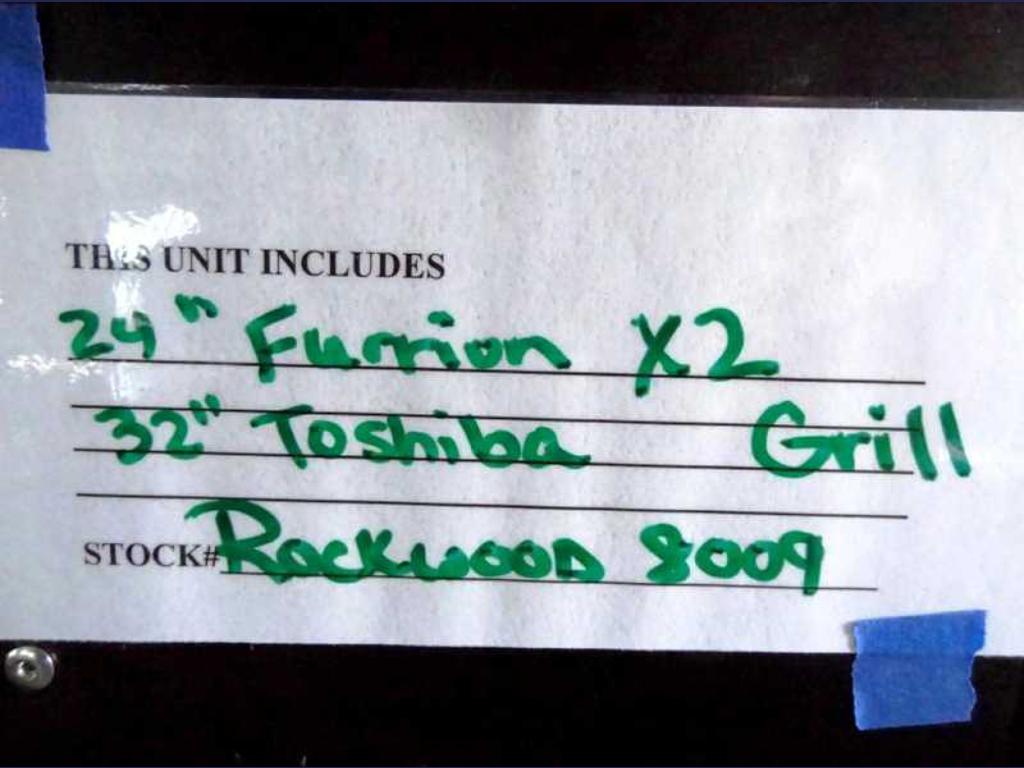 THIS UNIT INCLUDES
24" Furrion X2
32" Toshiba Grill
STOCK# Rockwood 8009